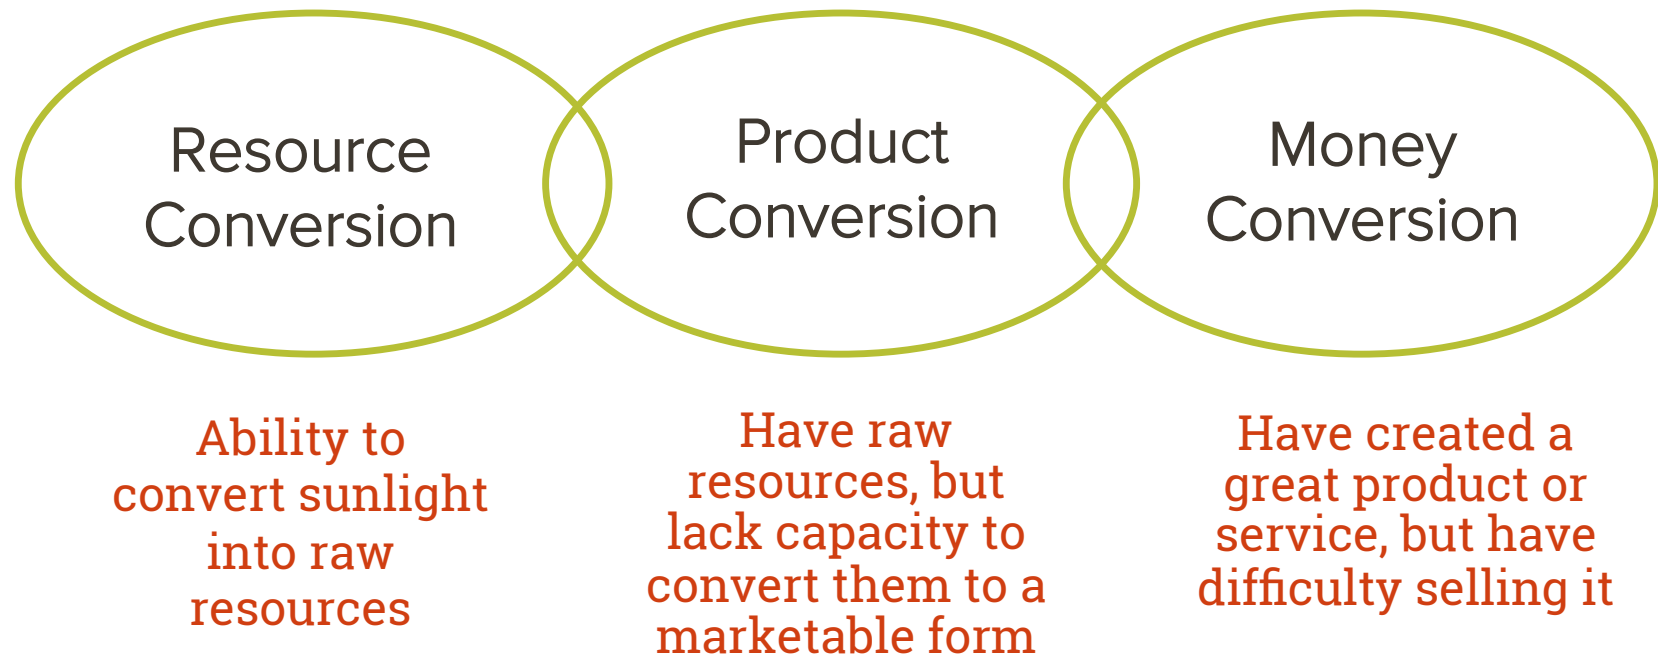 Resource
Conversion
Product
Conversion
Money
Conversion
Ability to
convert sunlight
into raw
resources
Have raw
resources, but
lack capacity to
convert them to a
marketable form
Have created a
great product or
service, but have
difficulty selling it